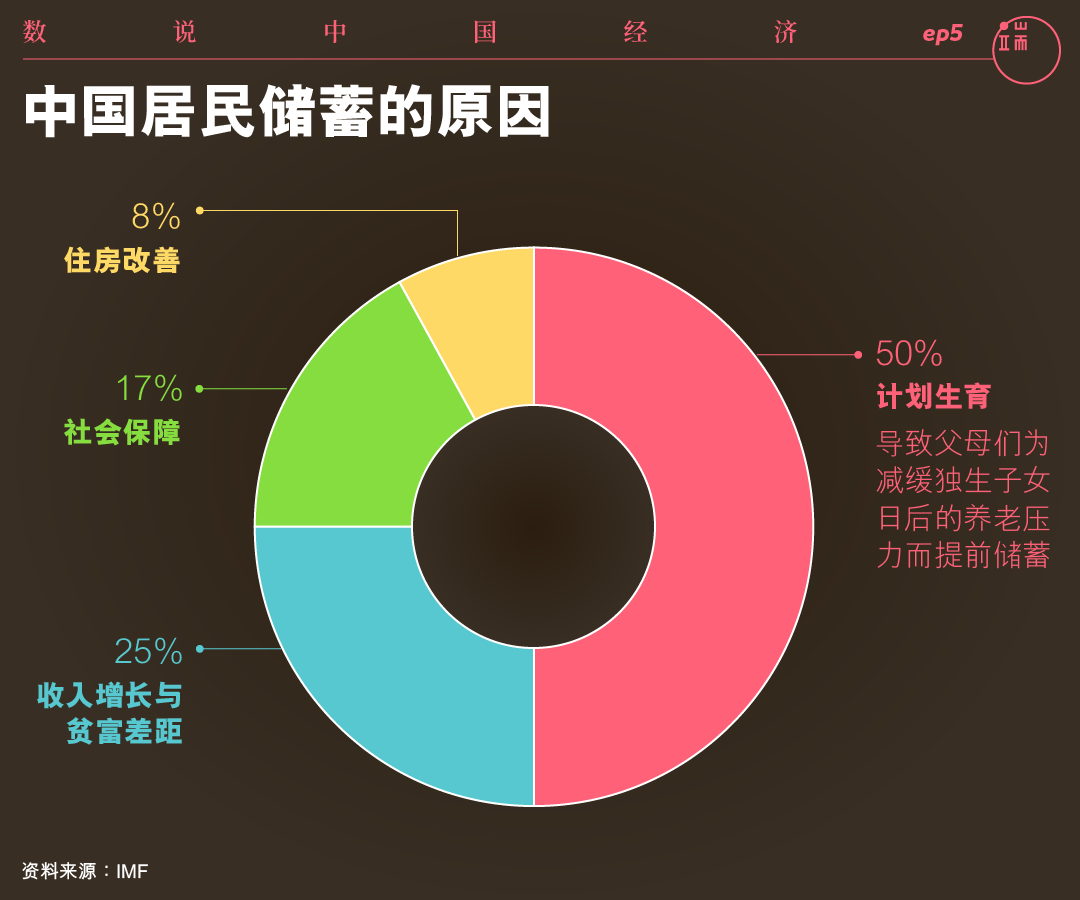 数说中国经济 ep5
中国居民储蓄的原因
8%
住房改善
50%
计划生育
导致父母们为
减缓独生子女
日后的养老压
力而提前储蓄
17%
社会保障
25%
收入增长与
贫富差距
资料来源：IMF